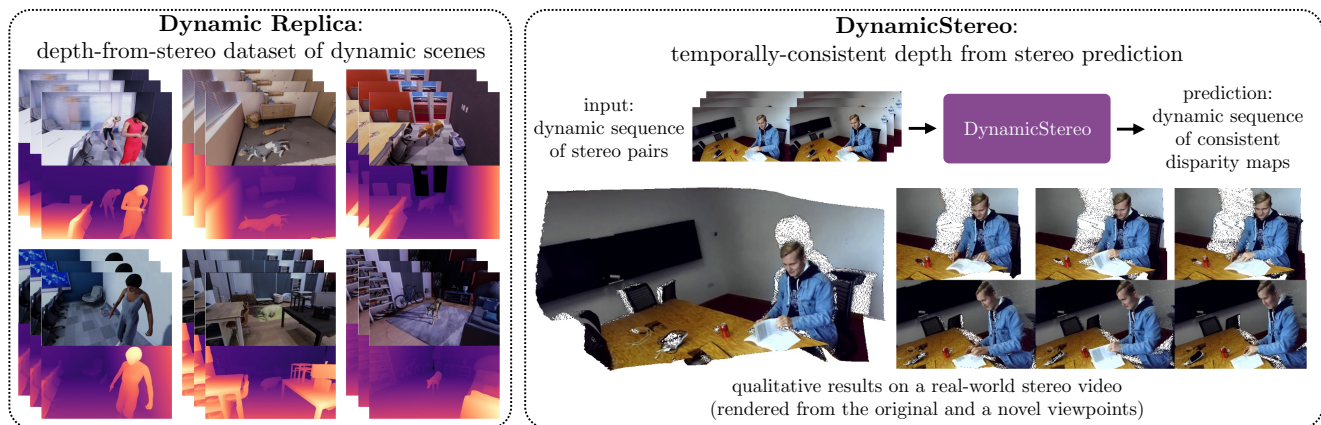 Dynamic Replica:
depth-from-stereo dataset of dynamic scenes
DynamicStereo:
temporally-consistent depth from stereo prediction
input:
dynamic sequence
of stereo pairs
DynamicStereo
prediction:
dynamic sequence
of consistent
disparity maps
qualitative results on a real-world stereo video
(rendered from the original and a novel viewpoints)